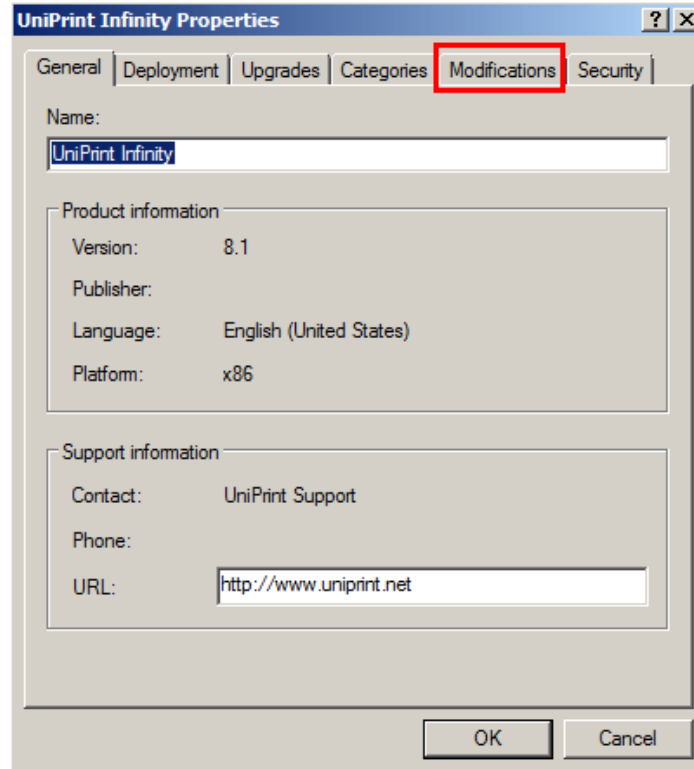 UniPrint Infinity Properties
? X
General Deployment Upgrades Categories Modifications Security
Name:
UniPrint Infinity
Product information
Version: 8.1
Publisher:
Language: English (United States)
Platform: x86
Support information
Contact: UniPrint Support
Phone:
URL: http://www.uniprint.net
OK Cancel